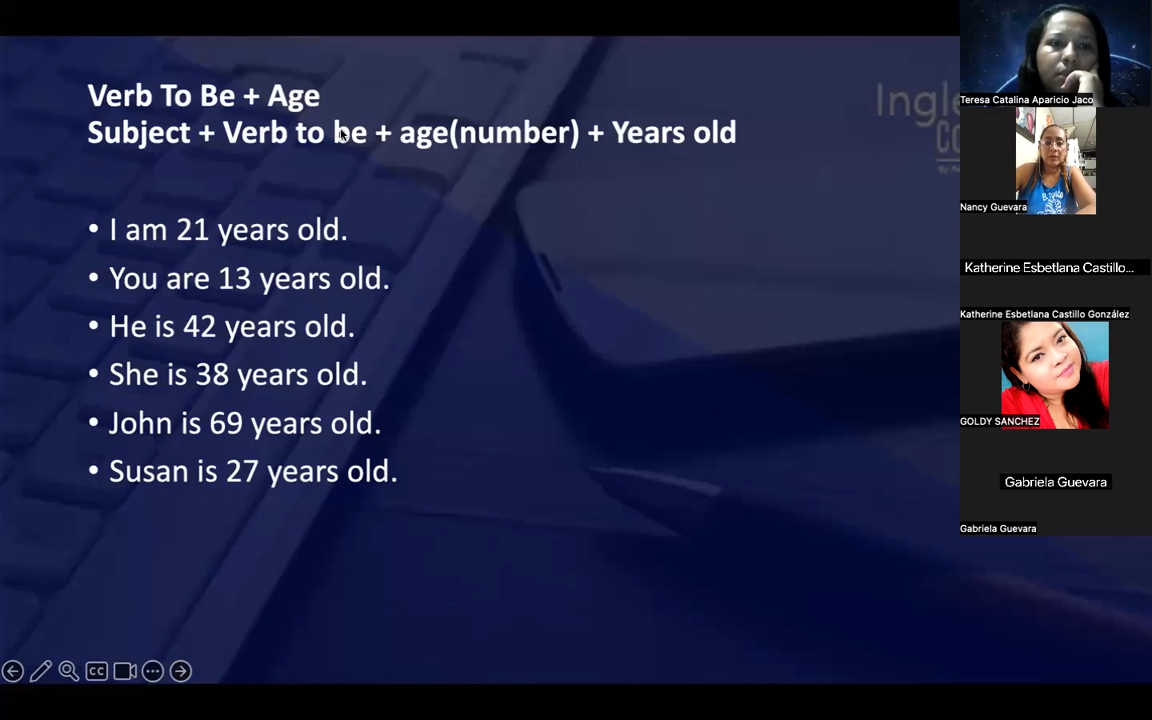 Verb To Be + Age
Subject + Verb to be + age(number) + Years old
• I am 21 years old.
• You are 13 years old.
• He is 42 years old.
• She is 38 years old.
• John is 69 years old.
• Susan is 27 years old.
Teresa Catalina Aparicio Jaco
Nancy Guevara
Katherine Esbetlana Castillo...
Katherine Esbetlana Castillo González
GOLDY SANCHEZ
Gabriela Guevara
Gabriela Guevara
CC